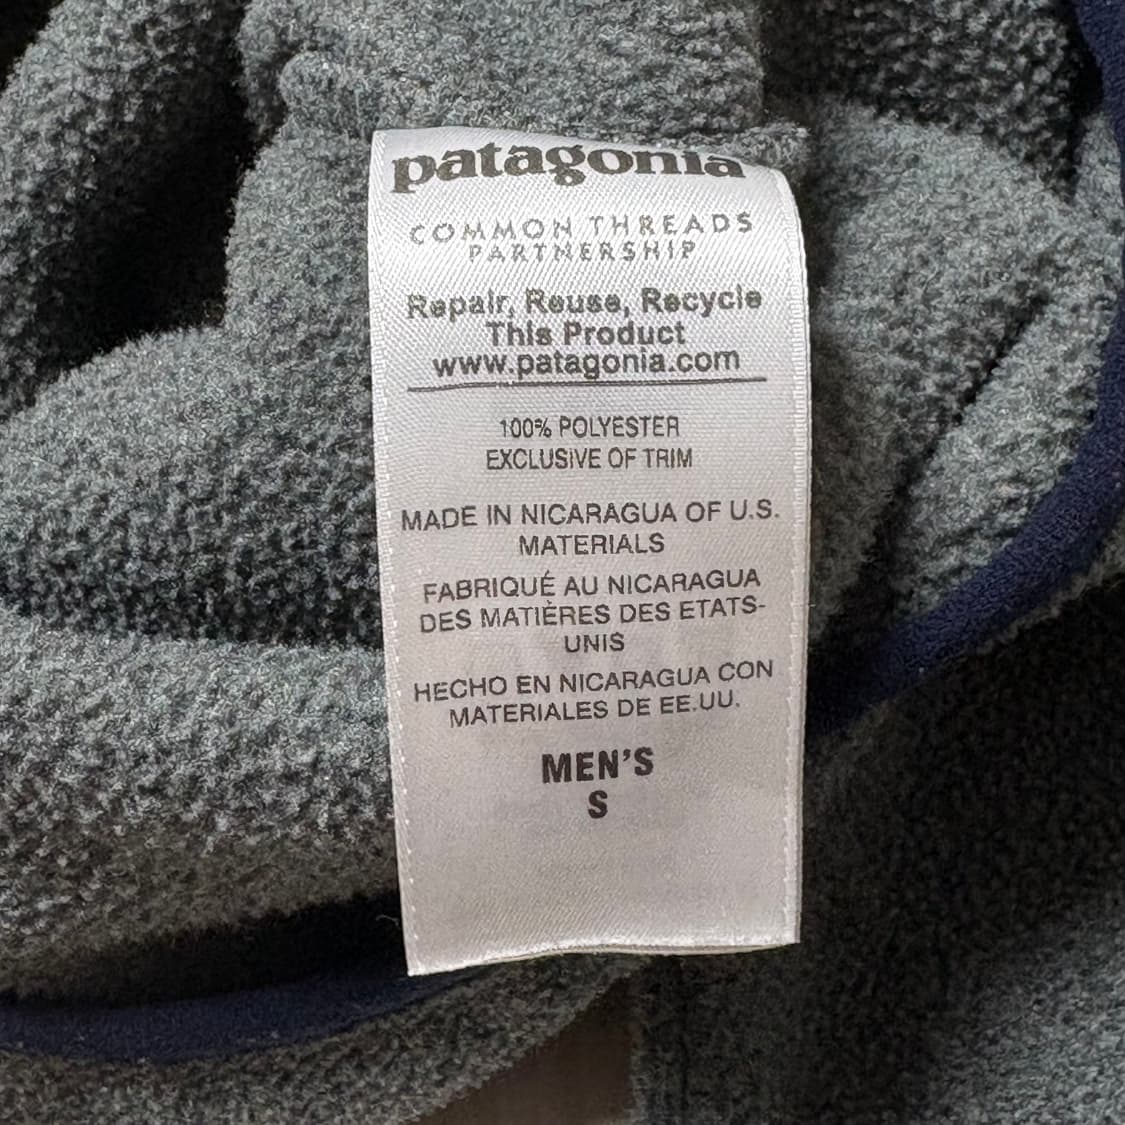 patagonia
COMMON THREADS
PARTNERSHIP
Repair, Reuse, Recycle
This Product
www.patagonia.com
100% POLYESTER
EXCLUSIVE OF TRIM
MADE IN NICARAGUA OF U.S.
MATERIALS
FABRIQUÉ AU NICARAGUA
DES MATIÈRES DES ETATS-
UNIS
HECHO EN NICARAGUA CON
MATERIALES DE EE.UU.
MEN'S
S